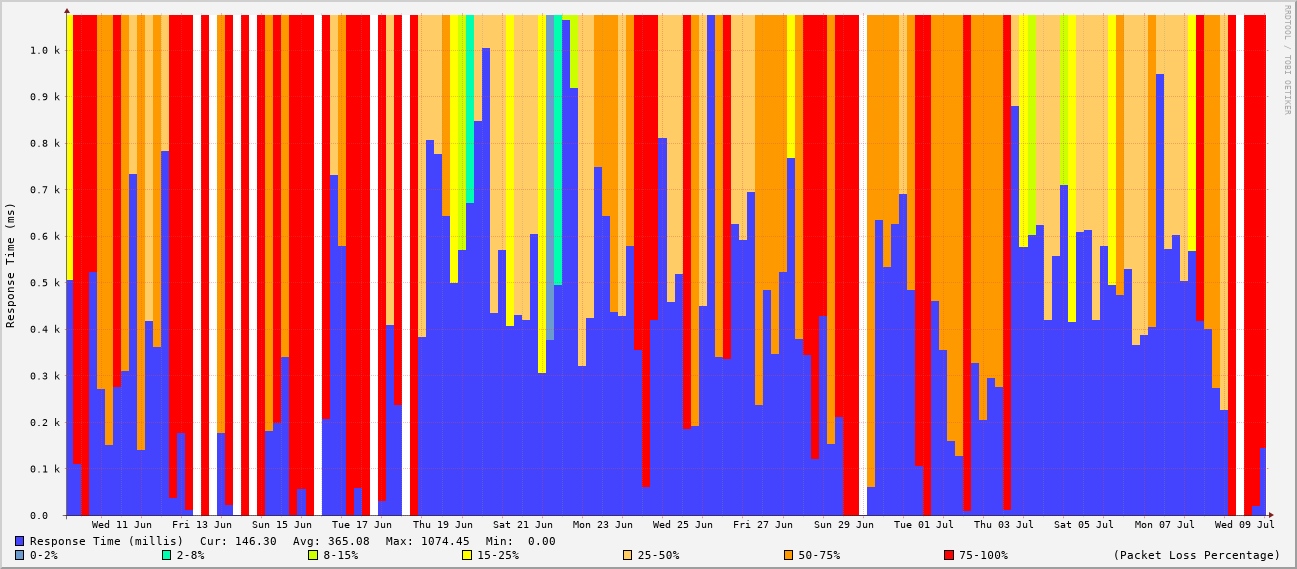 RRDTOOL / TOBI OETIKER
Response Time (ms)
1.0 k
0.9 k
0.8 k
0.7 k
0.6 k
0.5 k
0.4 k
0.3 k
0.2 k
0.1 k
0.0
Wed 11 Jun Fri 13 Jun Sun 15 Jun Tue 17 Jun Thu 19 Jun Sat 21 Jun Mon 23 Jun Wed 25 Jun Fri 27 Jun Sun 29 Jun Tue 01 Jul Thu 03 Jul Sat 05 Jul Mon 07 Jul Wed 09 Jul
Response Time (millis) Cur: 146.30 Avg: 365.08 Max: 1074.45 Min: 0.00
0-2% 2-8% 8-15% 15-25% 25-50% 50-75% 75-100% (Packet Loss Percentage)